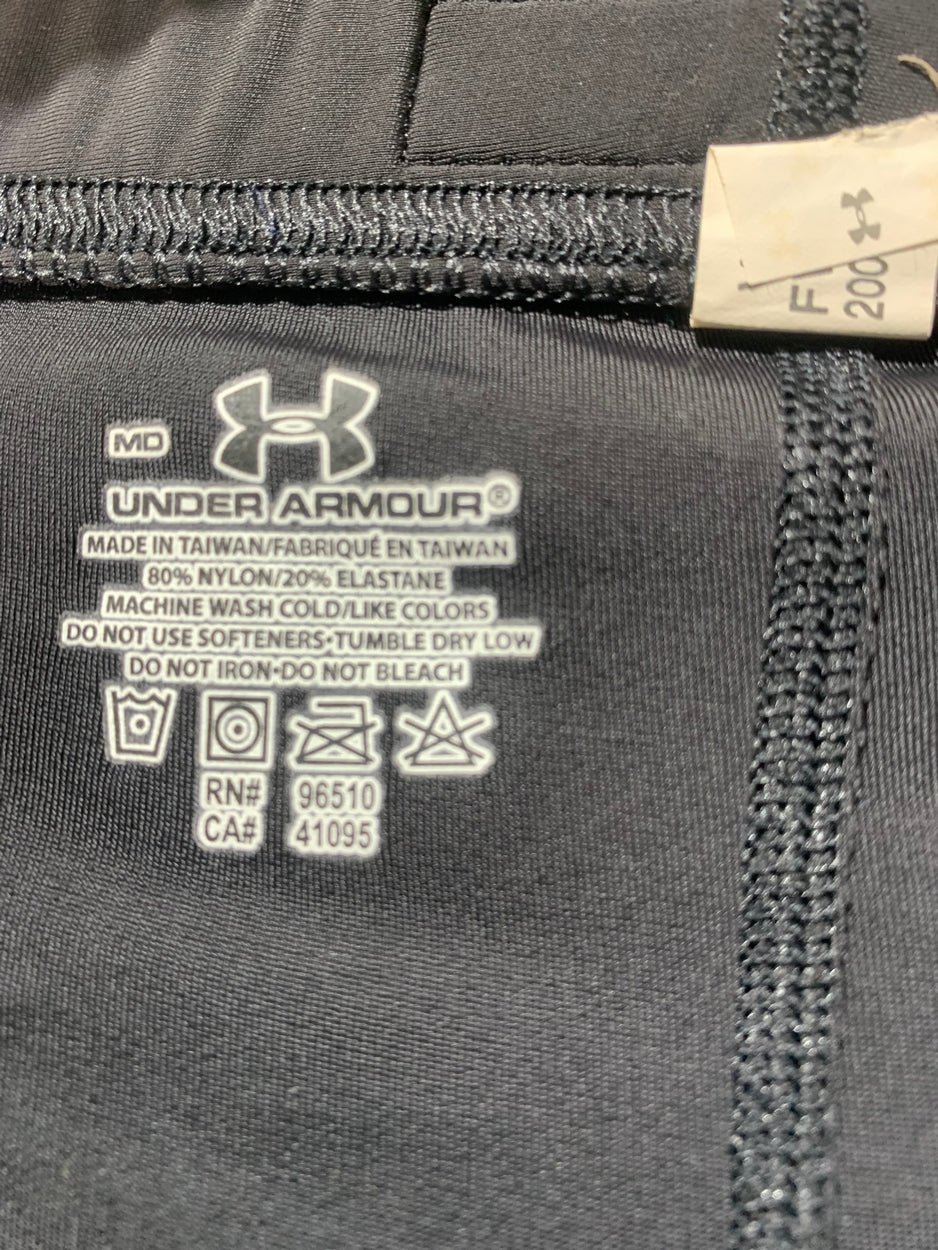 MD
UNDER ARMOUR®
MADE IN TAIWAN/FABRIQUÉ EN TAIWAN
80% NYLON/20% ELASTANE
MACHINE WASH COLD/LIKE COLORS
DO NOT USE SOFTENERS•TUMBLE DRY LOW
DO NOT IRON•DO NOT BLEACH
RN# 96510
CA# 41095